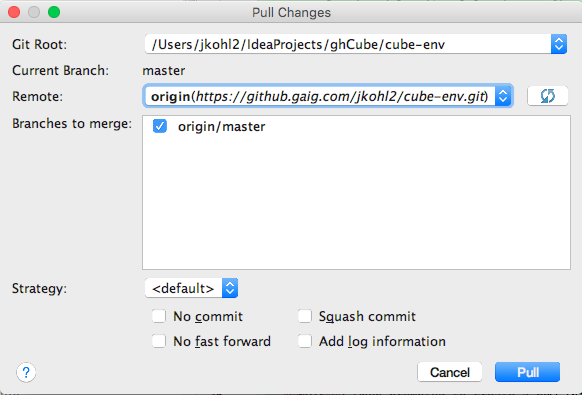 Pull Changes
Git Root: /Users/jkohl2/IdeaProjects/ghCube/cube-env
Current Branch: master
Remote: origin(https://github.gaig.com/jkohl2/cube-env.git)
Branches to merge: origin/master
Strategy: <default>
No commit Squash commit
No fast forward Add log information
? Cancel Pull